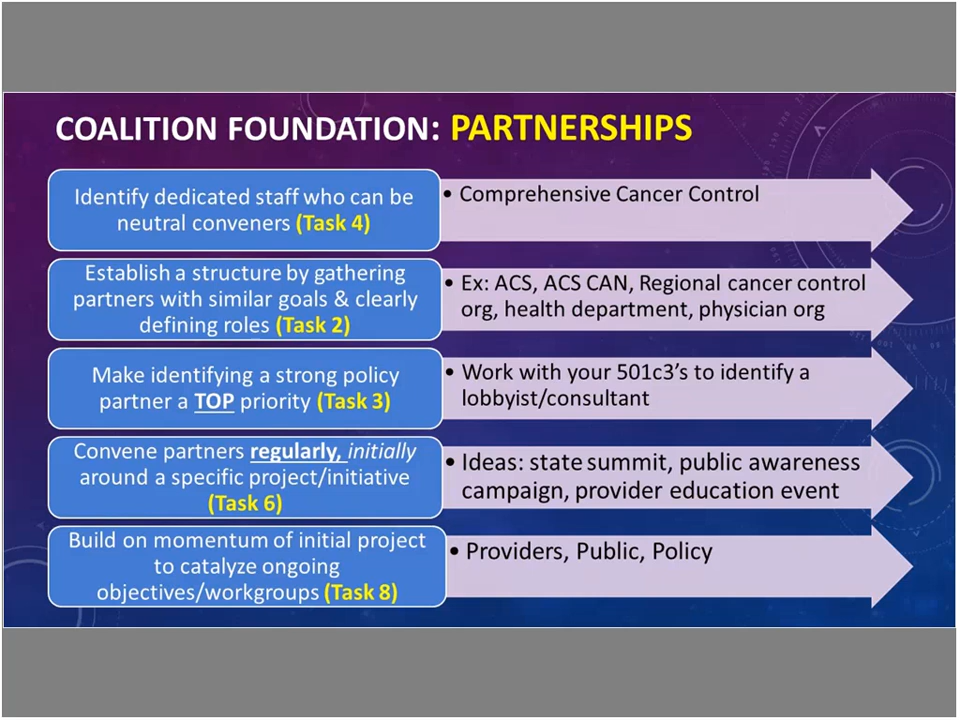 COALITION FOUNDATION: PARTNERSHIPS
Identify dedicated staff who can be
neutral conveners (Task 4)
• Comprehensive Cancer Control
Establish a structure by gathering
partners with similar goals & clearly
defining roles (Task 2)
• Ex: ACS, ACS CAN, Regional cancer control
org, health department, physician org
Make identifying a strong policy
partner a TOP priority (Task 3)
• Work with your 501c3’s to identify a
lobbyist/consultant
Convene partners regularly, initially
around a specific project/initiative
(Task 6)
• Ideas: state summit, public awareness
campaign, provider education event
Build on momentum of initial project
to catalyze ongoing
objectives/workgroups (Task 8)
• Providers, Public, Policy